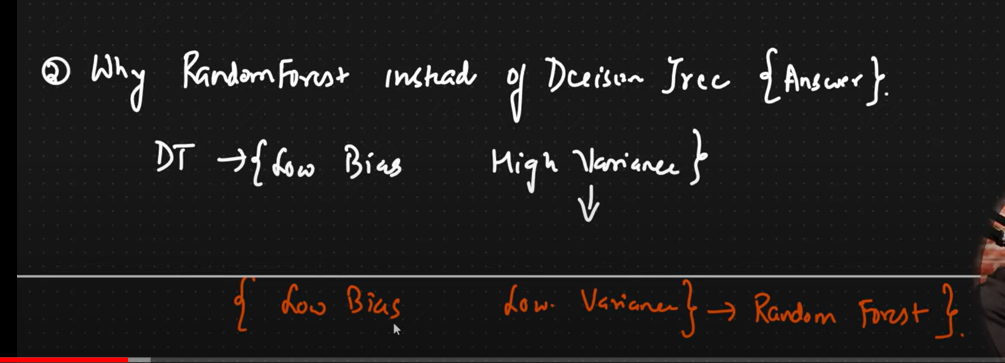 ② Why RandomForest instead of Decision Tree {Answer}.
DT → {Low Bias High Variance}
↓
{ Low Bias Low Variance} → Random Forest }.